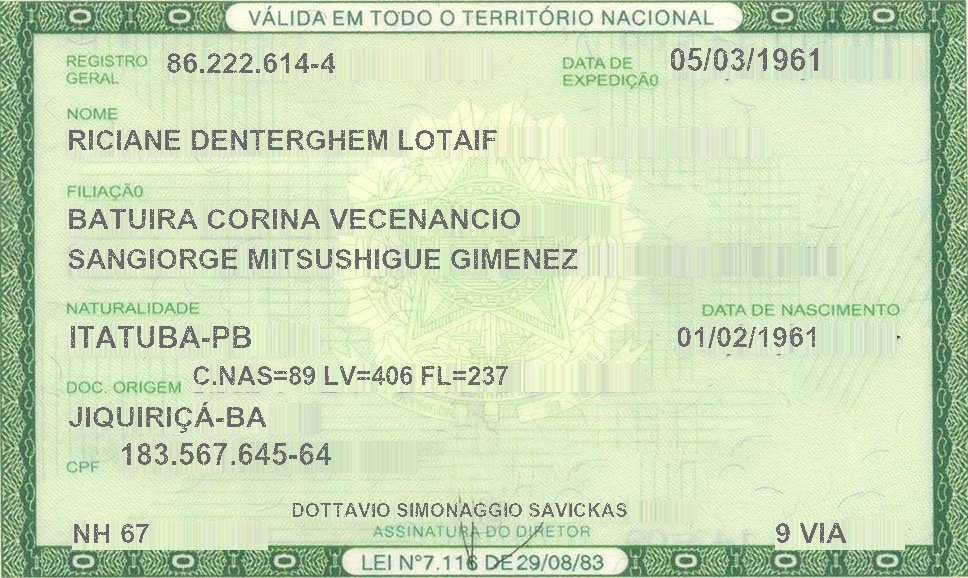 VÁLIDA EM TODO O TERRITÓRIO NACIONAL
REGISTRO GERAL 86.222.614-4 DATA DE EXPEDIÇÃO 05/03/1961
NOME
RICIANE DENTERGHEM LOTAIF
FILIAÇÃO
BATUIRA CORINA VECENANCIO
SANGIORGE MITSUSHIGUE GIMENEZ
NATURALIDADE DATA DE NASCIMENTO
ITATUBA-PB 01/02/1961
DOC. ORIGEM C.NAS=89 LV=406 FL=237
JIQUIRIÇÁ-BA
CPF 183.567.645-64
DOTTAVIO SIMONAGGIO SAVICKAS
NH 67 ASSINATURA DO DIRETOR 9 VIA
LEI Nº7.116 DE 29/08/83